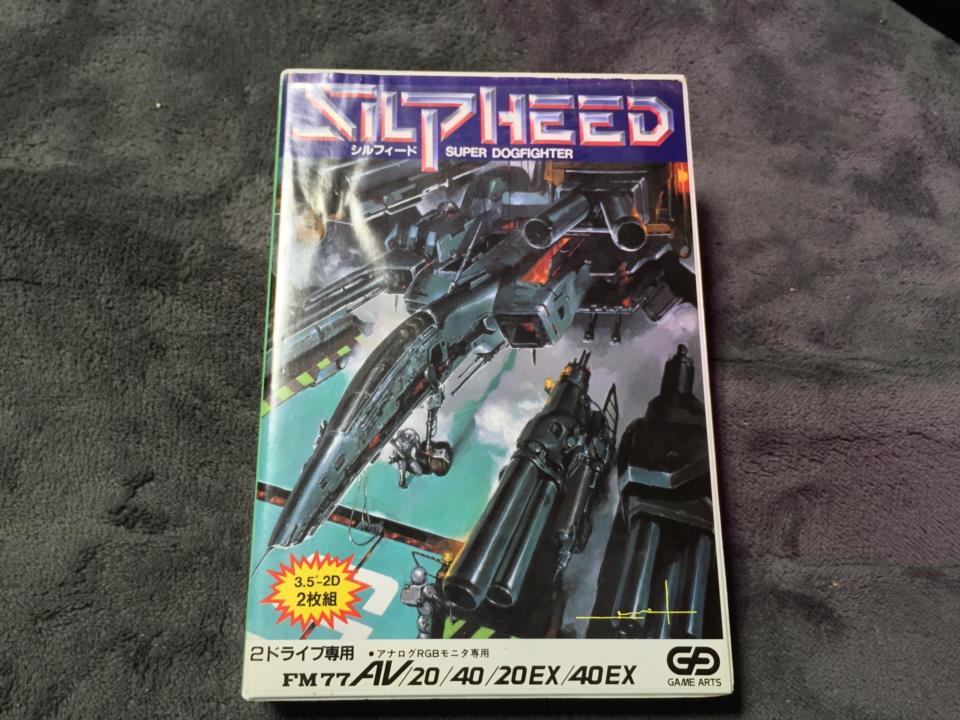 SILPHEED
シルフィード SUPER DOGFIGHTER
3.5"-2D
2枚組
2ドライブ専用 •アナログRGBモニタ専用
FM77AV/20/40/20EX/40EX
GAME ARTS